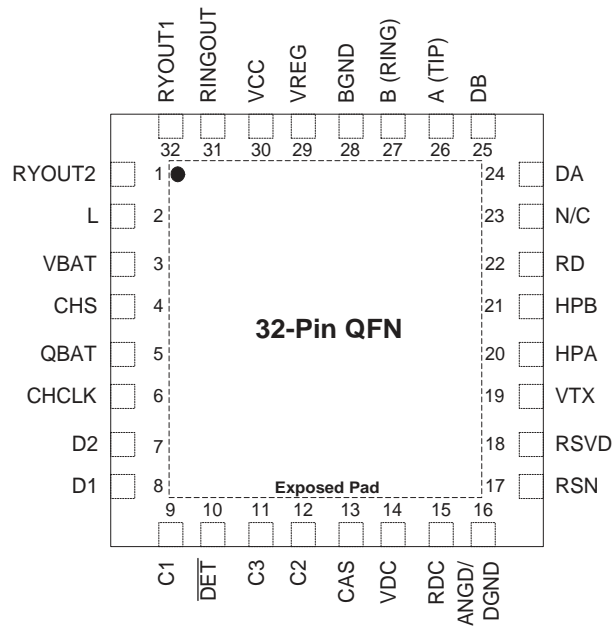 RYOUT1
RINGOUT
VCC
VREG
BGND
B (RING)
A (TIP)
DB
32
31
30
29
28
27
26
25
RYOUT2 1
L 2
VBAT 3
CHS 4
QBAT 5
CHCLK 6
D2 7
D1 8
24 DA
23 N/C
22 RD
21 HPB
20 HPA
19 VTX
18 RSVD
17 RSN
32-Pin QFN
Exposed Pad
9
10
11
12
13
14
15
16
C1
DET
C3
C2
CAS
VDC
RDC
ANGD/
DGND